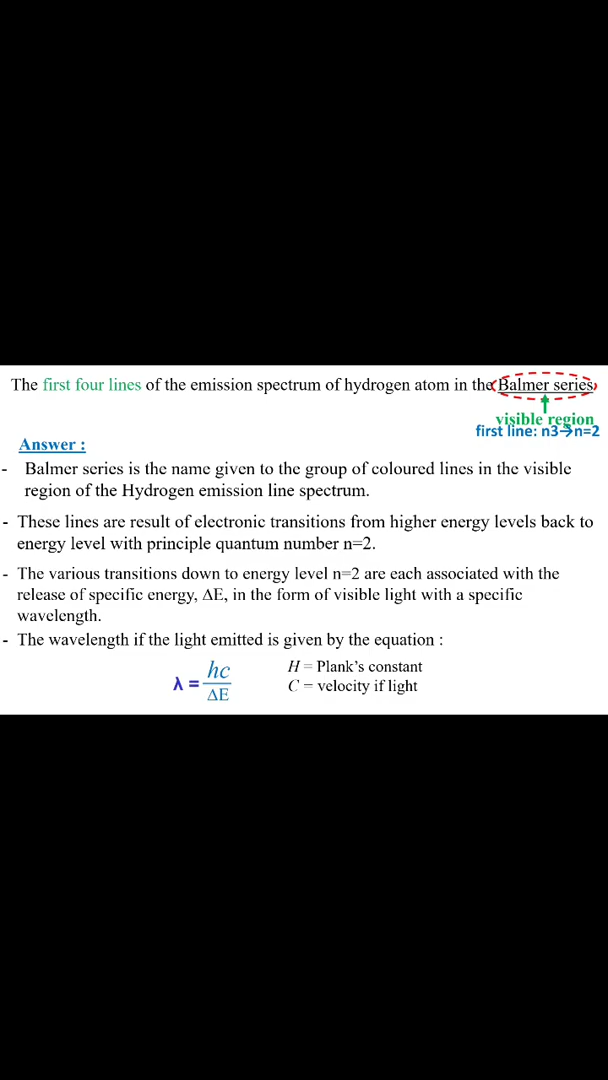 The first four lines of the emission spectrum of hydrogen atom in the Balmer series
visible region
first line: n3→n=2
Answer :
- Balmer series is the name given to the group of coloured lines in the visible
region of the Hydrogen emission line spectrum.
- These lines are result of electronic transitions from higher energy levels back to
energy level with principle quantum number n=2.
- The various transitions down to energy level n=2 are each associated with the
release of specific energy, ΔE, in the form of visible light with a specific
wavelength.
- The wavelength if the light emitted is given by the equation :
λ = hc/ΔE
H = Plank's constant
C = velocity if light